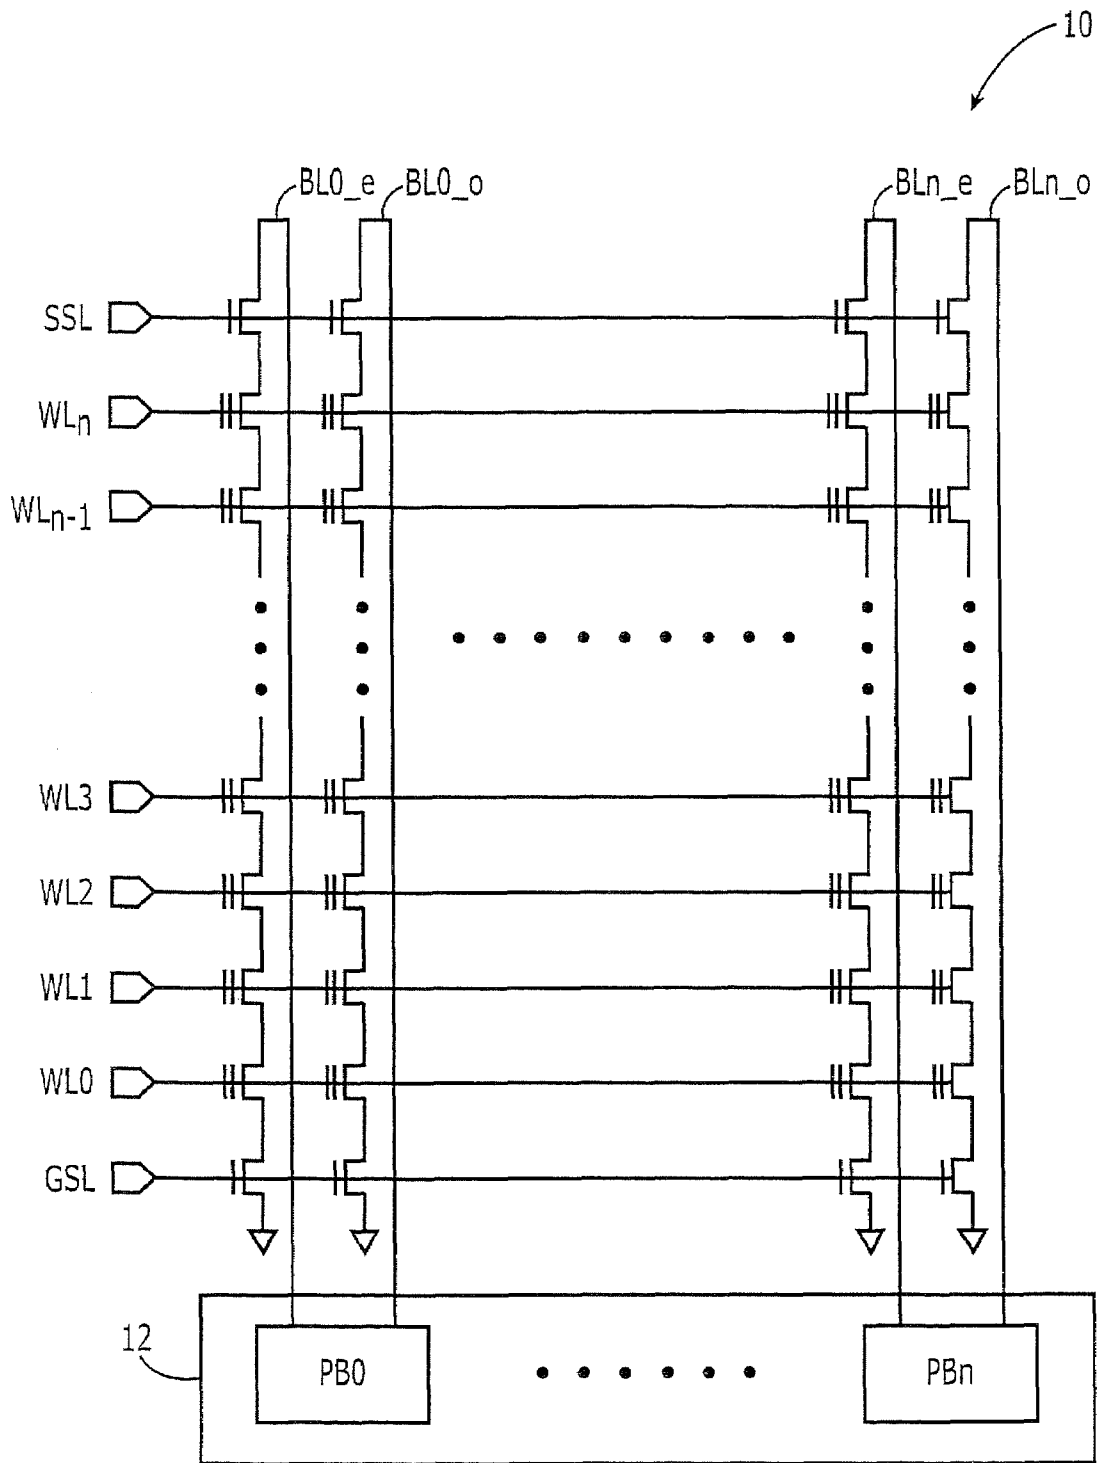 10
BL0_e BL0_o BLn_e BLn_o
SSL
WLn
WLn-1
WL3
WL2
WL1
WL0
GSL
12
PB0 PBn